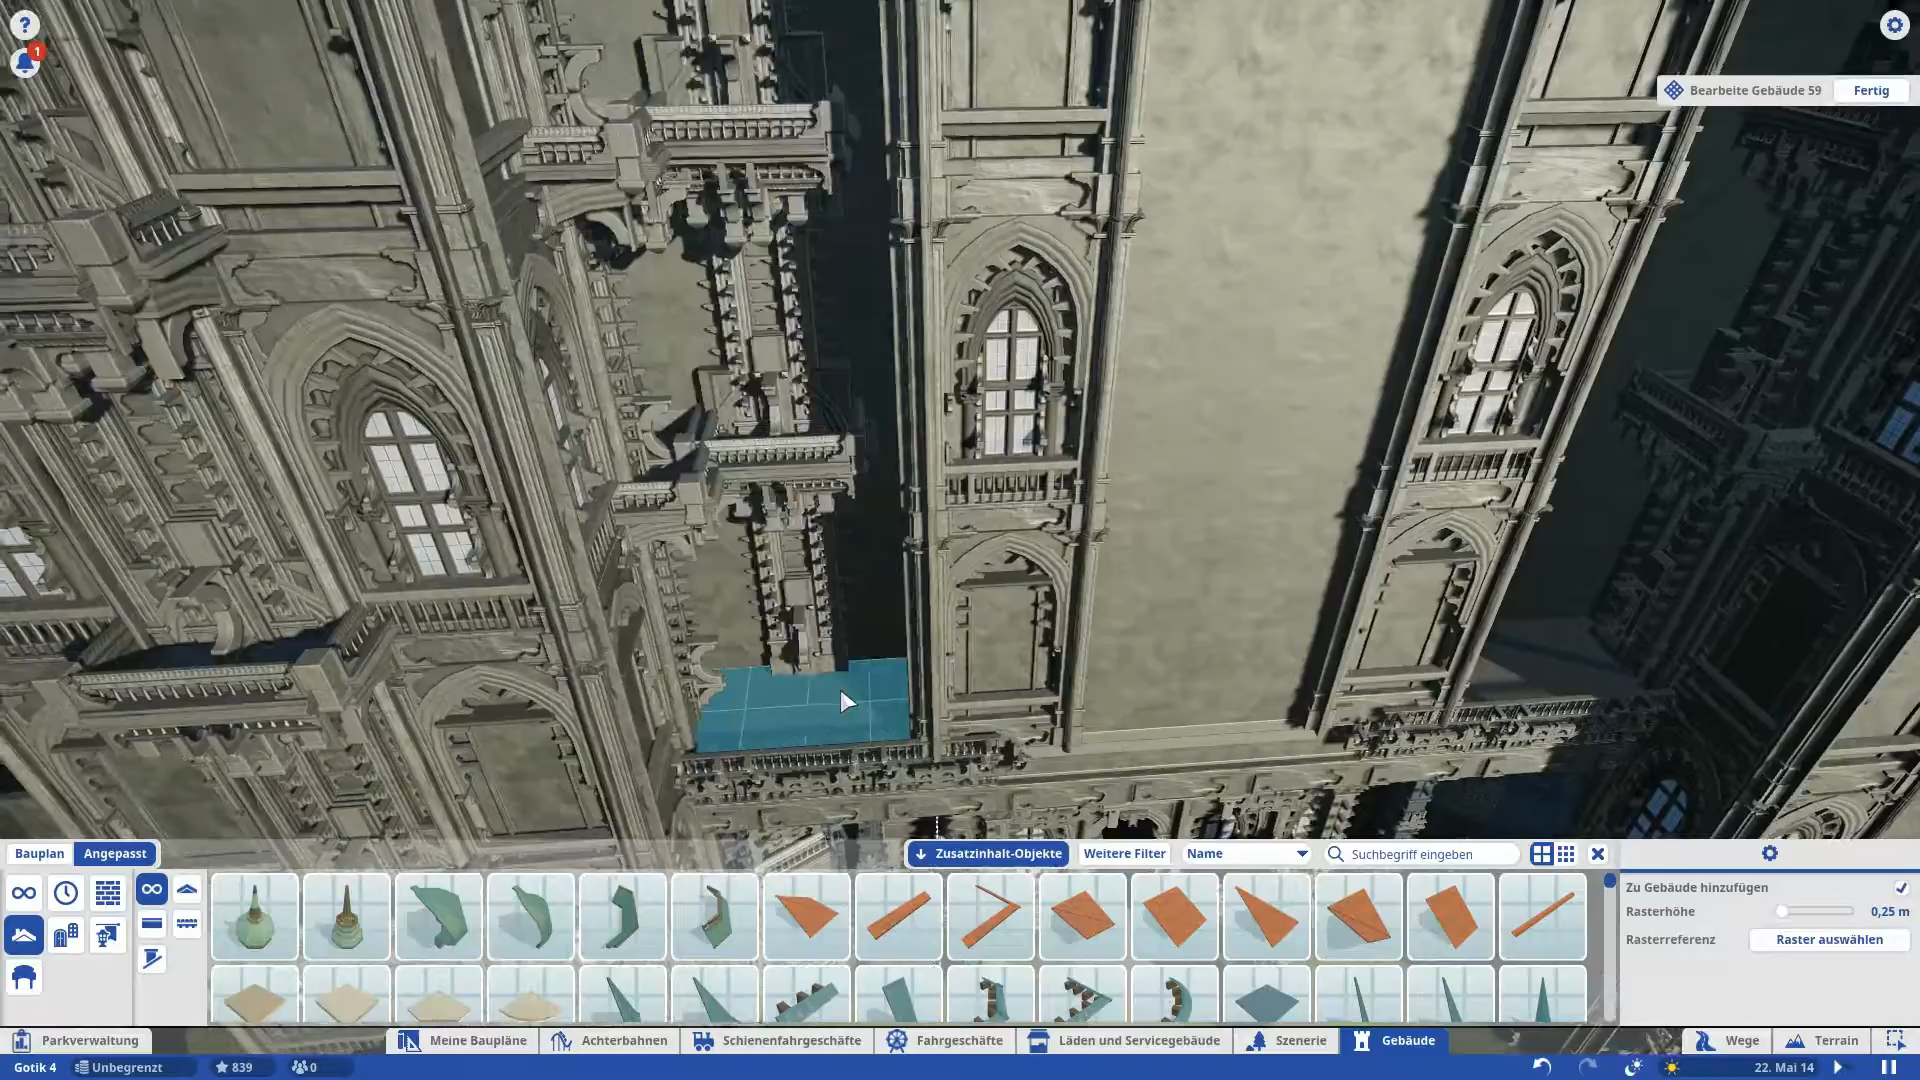 ?
1
Bearbeite Gebäude 59
Fertig
Bauplan
Angepasst
Zusatzinhalt-Objekte
Weitere Filter
Name
Suchbegriff eingeben
Zu Gebäude hinzufügen
Rasterhöhe
0,25 m
Rasterreferenz
Raster auswählen
Parkverwaltung
Meine Baupläne
Achterbahnen
Schienenfahrgeschäfte
Fahrgeschäfte
Läden und Servicegebäude
Szenerie
Gebäude
Wege
Terrain
Gotik 4
Unbegrenzt
839
0
22. Mai 14